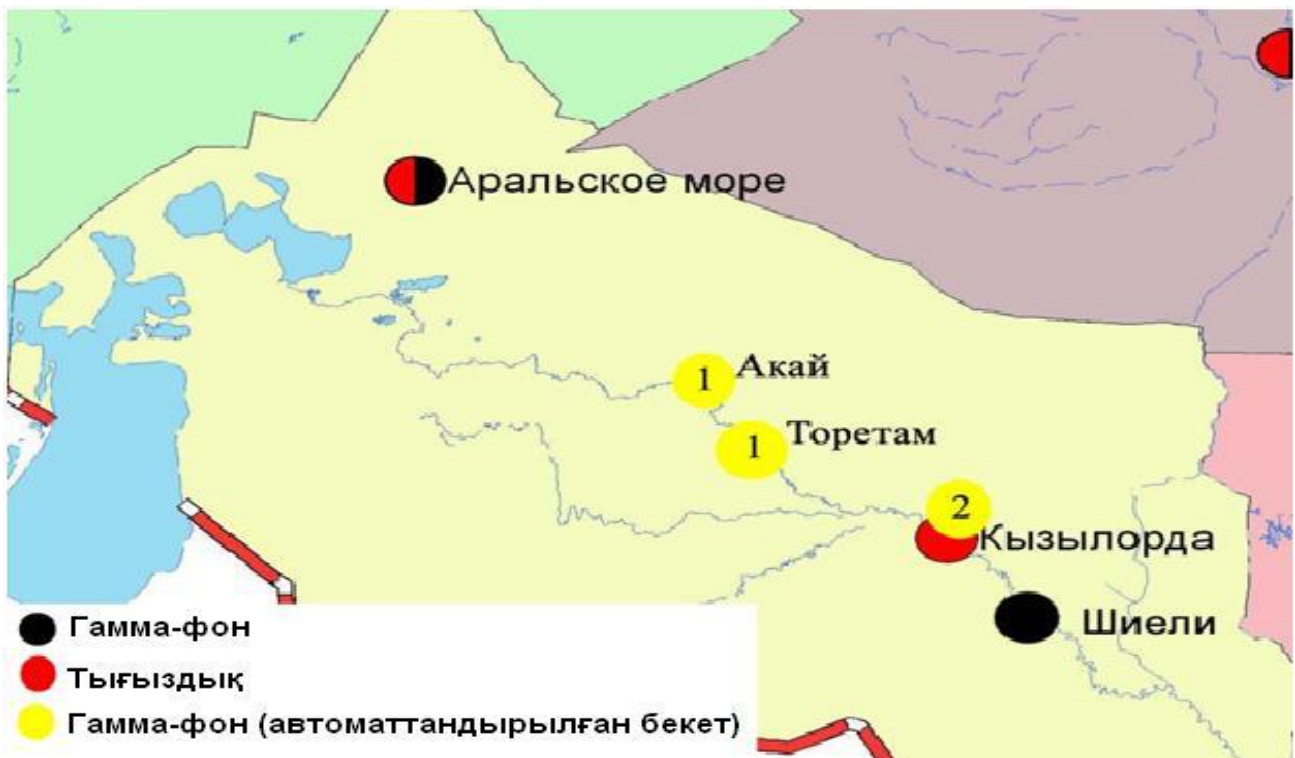 Аральское море
1 Акай
1 Торетам
2
Кызылорда
Шиели
Гамма-фон
Тығыздық
Гамма-фон (автоматтандырылған бекет)